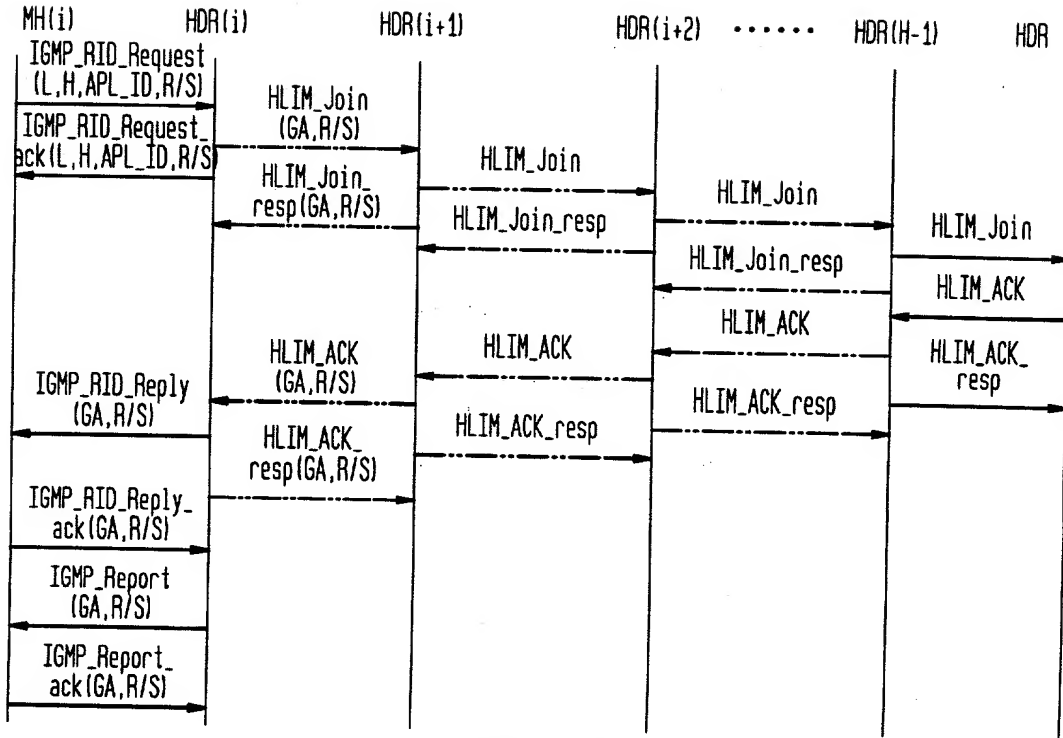 MH(i) HDR(i) HDR(i+1) HDR(i+2) ...... HDR(H-1) HDR
IGMP_RID_Request
(L,H,APL_ID,R/S)
IGMP_RID_Request_
ack(L,H,APL_ID,R/S)
HLIM_Join
(GA,R/S)
HLIM_Join_
resp(GA,R/S)
HLIM_Join
HLIM_Join_resp
HLIM_Join
HLIM_Join_resp
HLIM_Join
HLIM_ACK
HLIM_ACK
HLIM_ACK
HLIM_ACK
(GA,R/S)
IGMP_RID_Reply
(GA,R/S)
HLIM_ACK_
resp(GA,R/S)
HLIM_ACK_resp
HLIM_ACK_resp
HLIM_ACK_
resp
IGMP_RID_Reply_
ack(GA,R/S)
IGMP_Report
(GA,R/S)
IGMP_Report_
ack(GA,R/S)